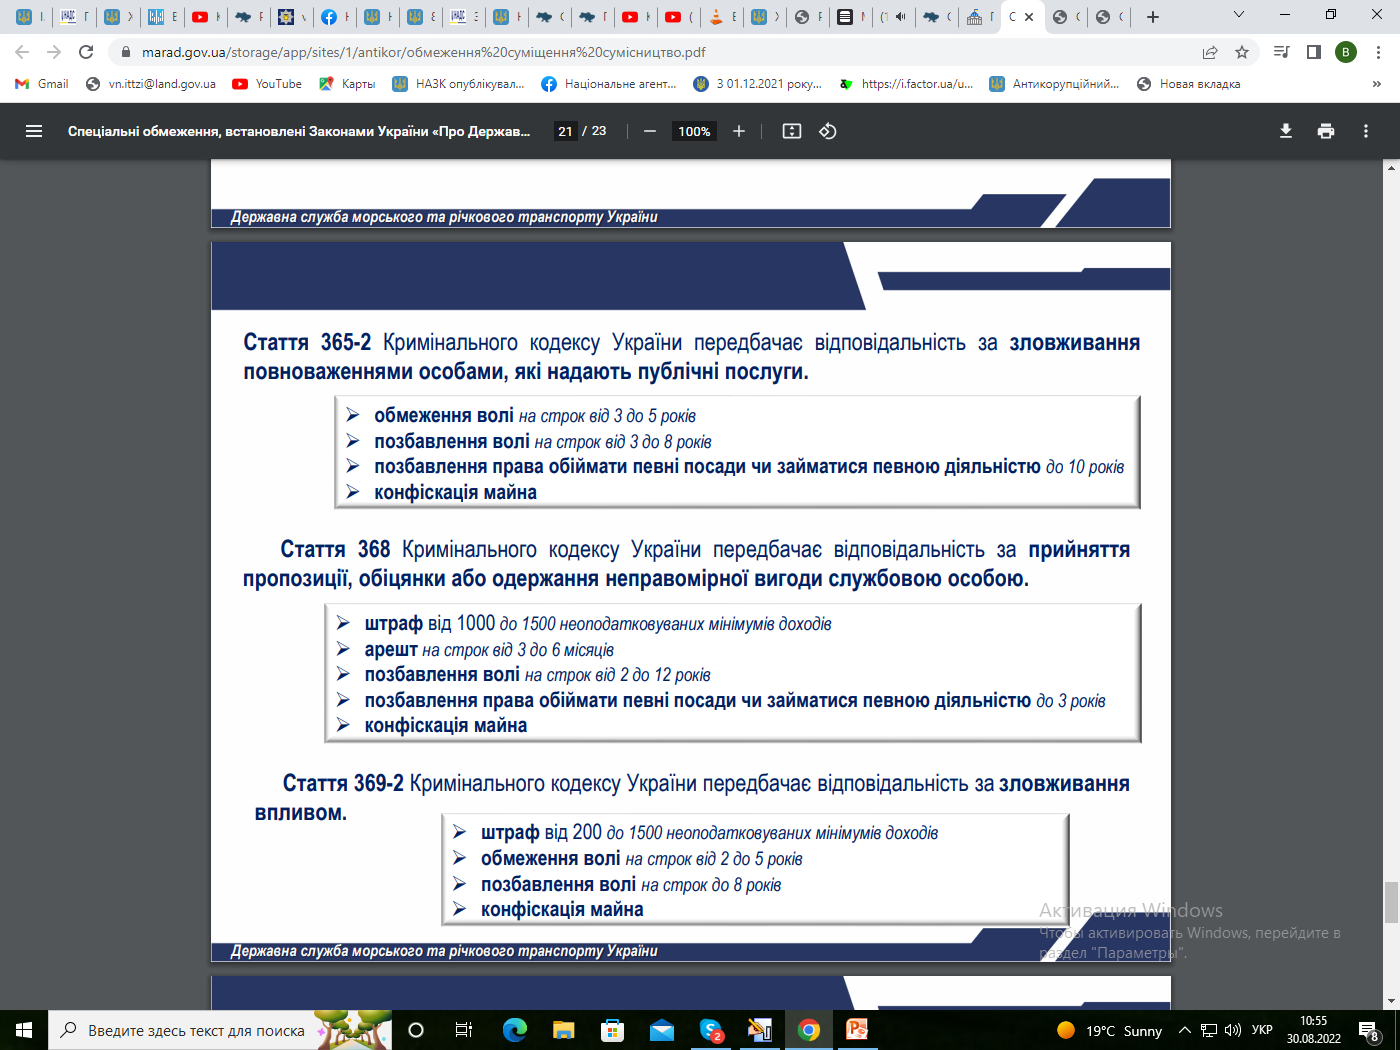 marad.gov.ua/storage/app/sites/1/antikor/обмеження%20суміщення%20сумісництво.pdf
B
Gmail
vn.ittzi@land.gov.ua
YouTube
Карты
НАЗК опублікувал...
Національне агент...
З 01.12.2021 року...
https://i.factor.ua/u...
Антикорупційний...
Новая вкладка
»
Спеціальні обмеження, встановлені Законами України «Про Держав...
21 / 23
100%
Державна служба морського та річкового транспорту України
Стаття 365-2 Кримінального кодексу України передбачає відповідальність за зловживання
повноваженнями особами, які надають публічні послуги.
обмеження волі на строк від 3 до 5 років
позбавлення волі на строк від 3 до 8 років
позбавлення права обіймати певні посади чи займатися певною діяльністю до 10 років
конфіскація майна
Стаття 368 Кримінального кодексу України передбачає відповідальність за прийняття
пропозиції, обіцянки або одержання неправомірної вигоди службовою особою.
штраф від 1000 до 1500 неоподатковуваних мінімумів доходів
арешт на строк від 3 до 6 місяців
позбавлення волі на строк від 2 до 12 років
позбавлення права обіймати певні посади чи займатися певною діяльністю до 3 років
конфіскація майна
Стаття 369-2 Кримінального кодексу України передбачає відповідальність за зловживання
впливом.
штраф від 200 до 1500 неоподатковуваних мінімумів доходів
обмеження волі на строк від 2 до 5 років
позбавлення волі на строк до 8 років
конфіскація майна
Активация Windows
Чтобы активировать Windows, перейдите в
раздел "Параметры".
Державна служба морського та річкового транспорту України
Введите здесь текст для поиска
2
19°C Sunny
УКР
10:55
30.08.2022
8